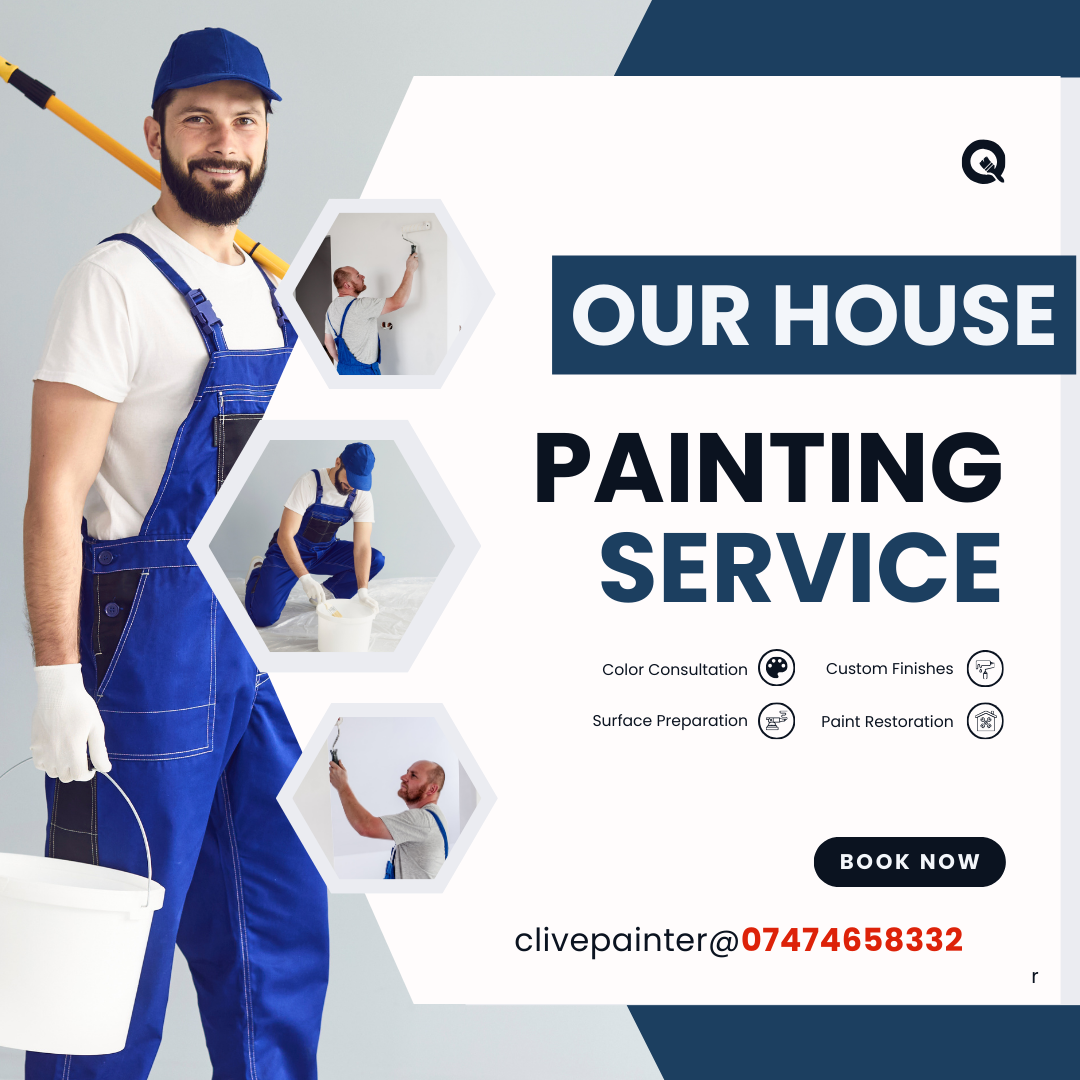 OUR HOUSE
PAINTING
SERVICE
Color Consultation
Custom Finishes
Surface Preparation
Paint Restoration
BOOK NOW
clivepainter@07474658332
r